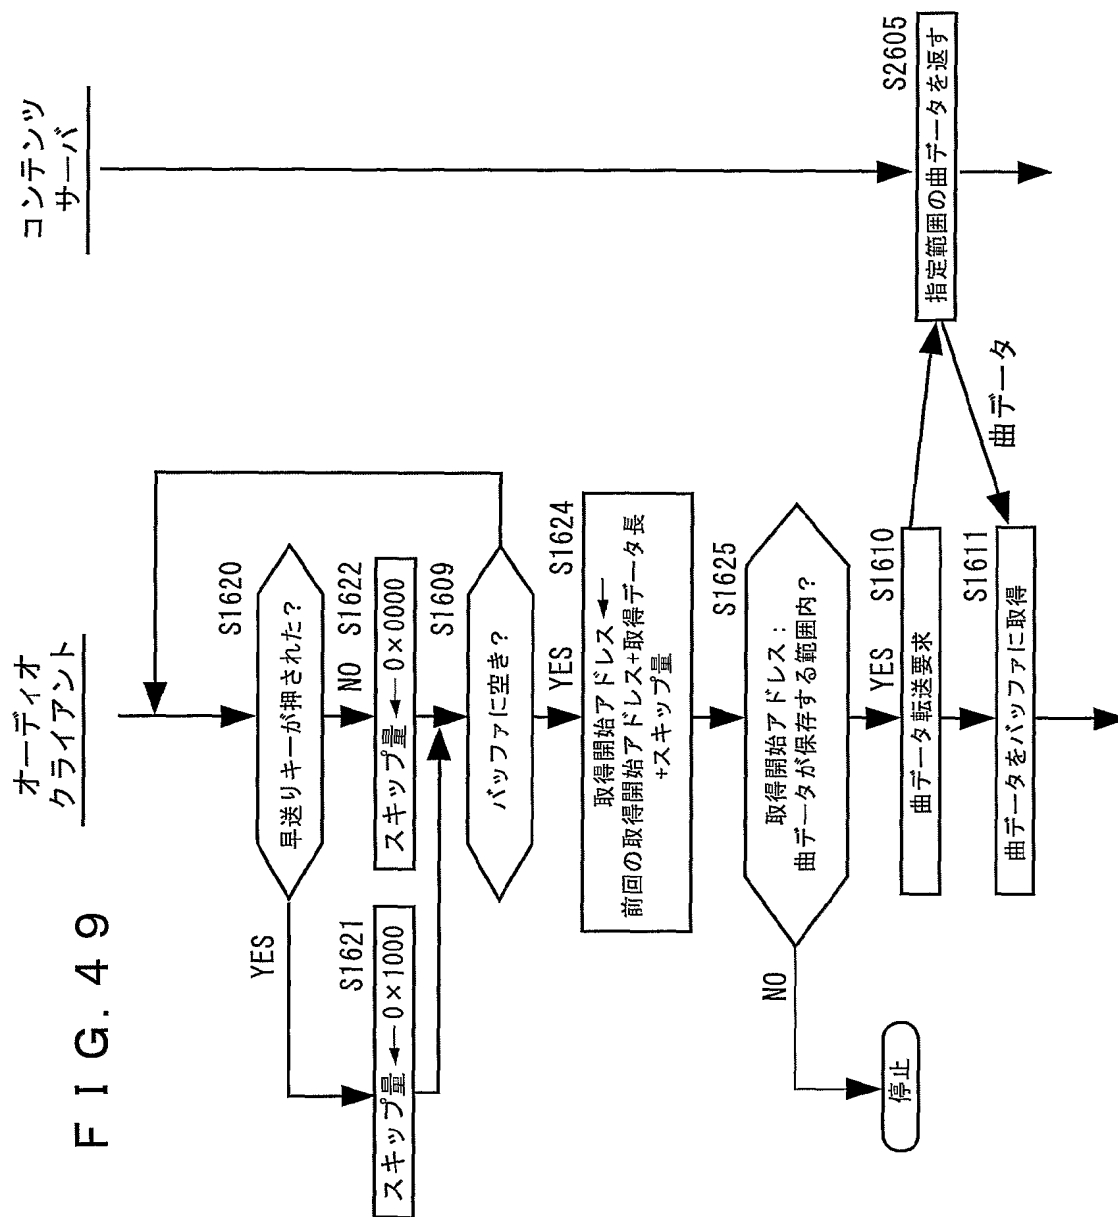 FIG. 49
オーディオ
クライアント
コンテンツ
サーバ
S1620
早送りキーが押された?
YES
NO
S1621
スキップ量←0×1000
S1622
スキップ量←0×0000
S1609
バッファに空き?
YES
S1624
取得開始アドレス←
前回の取得開始アドレス+取得データ長
+スキップ量
S1625
取得開始アドレス:
曲データが保存する範囲内?
NO
YES
停止
S1610
曲データ転送要求
S1611
曲データをバッファに取得
S2605
指定範囲の曲データを返す
曲データ